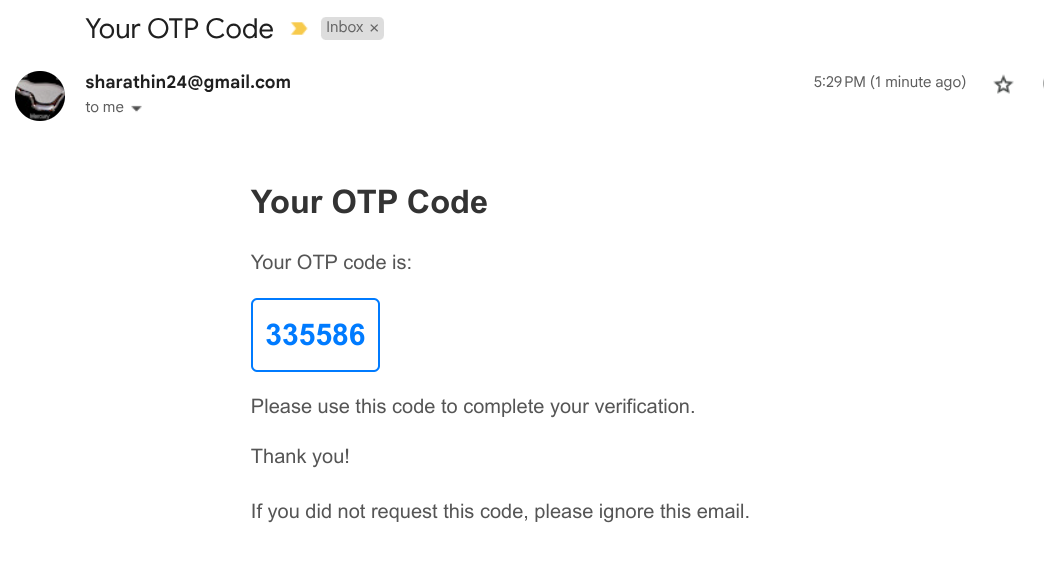 Your OTP Code Inbox ×
sharathin24@gmail.com 5:29 PM (1 minute ago)
to me
Your OTP Code
Your OTP code is:
335586
Please use this code to complete your verification.
Thank you!
If you did not request this code, please ignore this email.